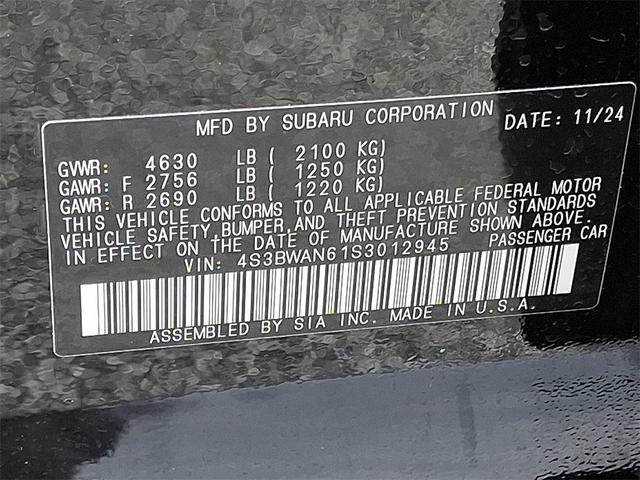 MFD BY SUBARU CORPORATION DATE: 11/24
GVWR: 4630 LB ( 2100 KG)
GAWR: F 2756 LB ( 1250 KG)
GAWR: R 2690 LB ( 1220 KG)
THIS VEHICLE CONFORMS TO ALL APPLICABLE FEDERAL MOTOR
VEHICLE SAFETY,BUMPER,AND THEFT PREVENTION STANDARDS
IN EFFECT ON tHE DATE OF MANUFACTURE SHOWN ABOVE.
VIN: 4S3BWAN61S3012945 PASSENGER CAR
ASSEMBLED BY SIA INC. MADE IN U.S.A.